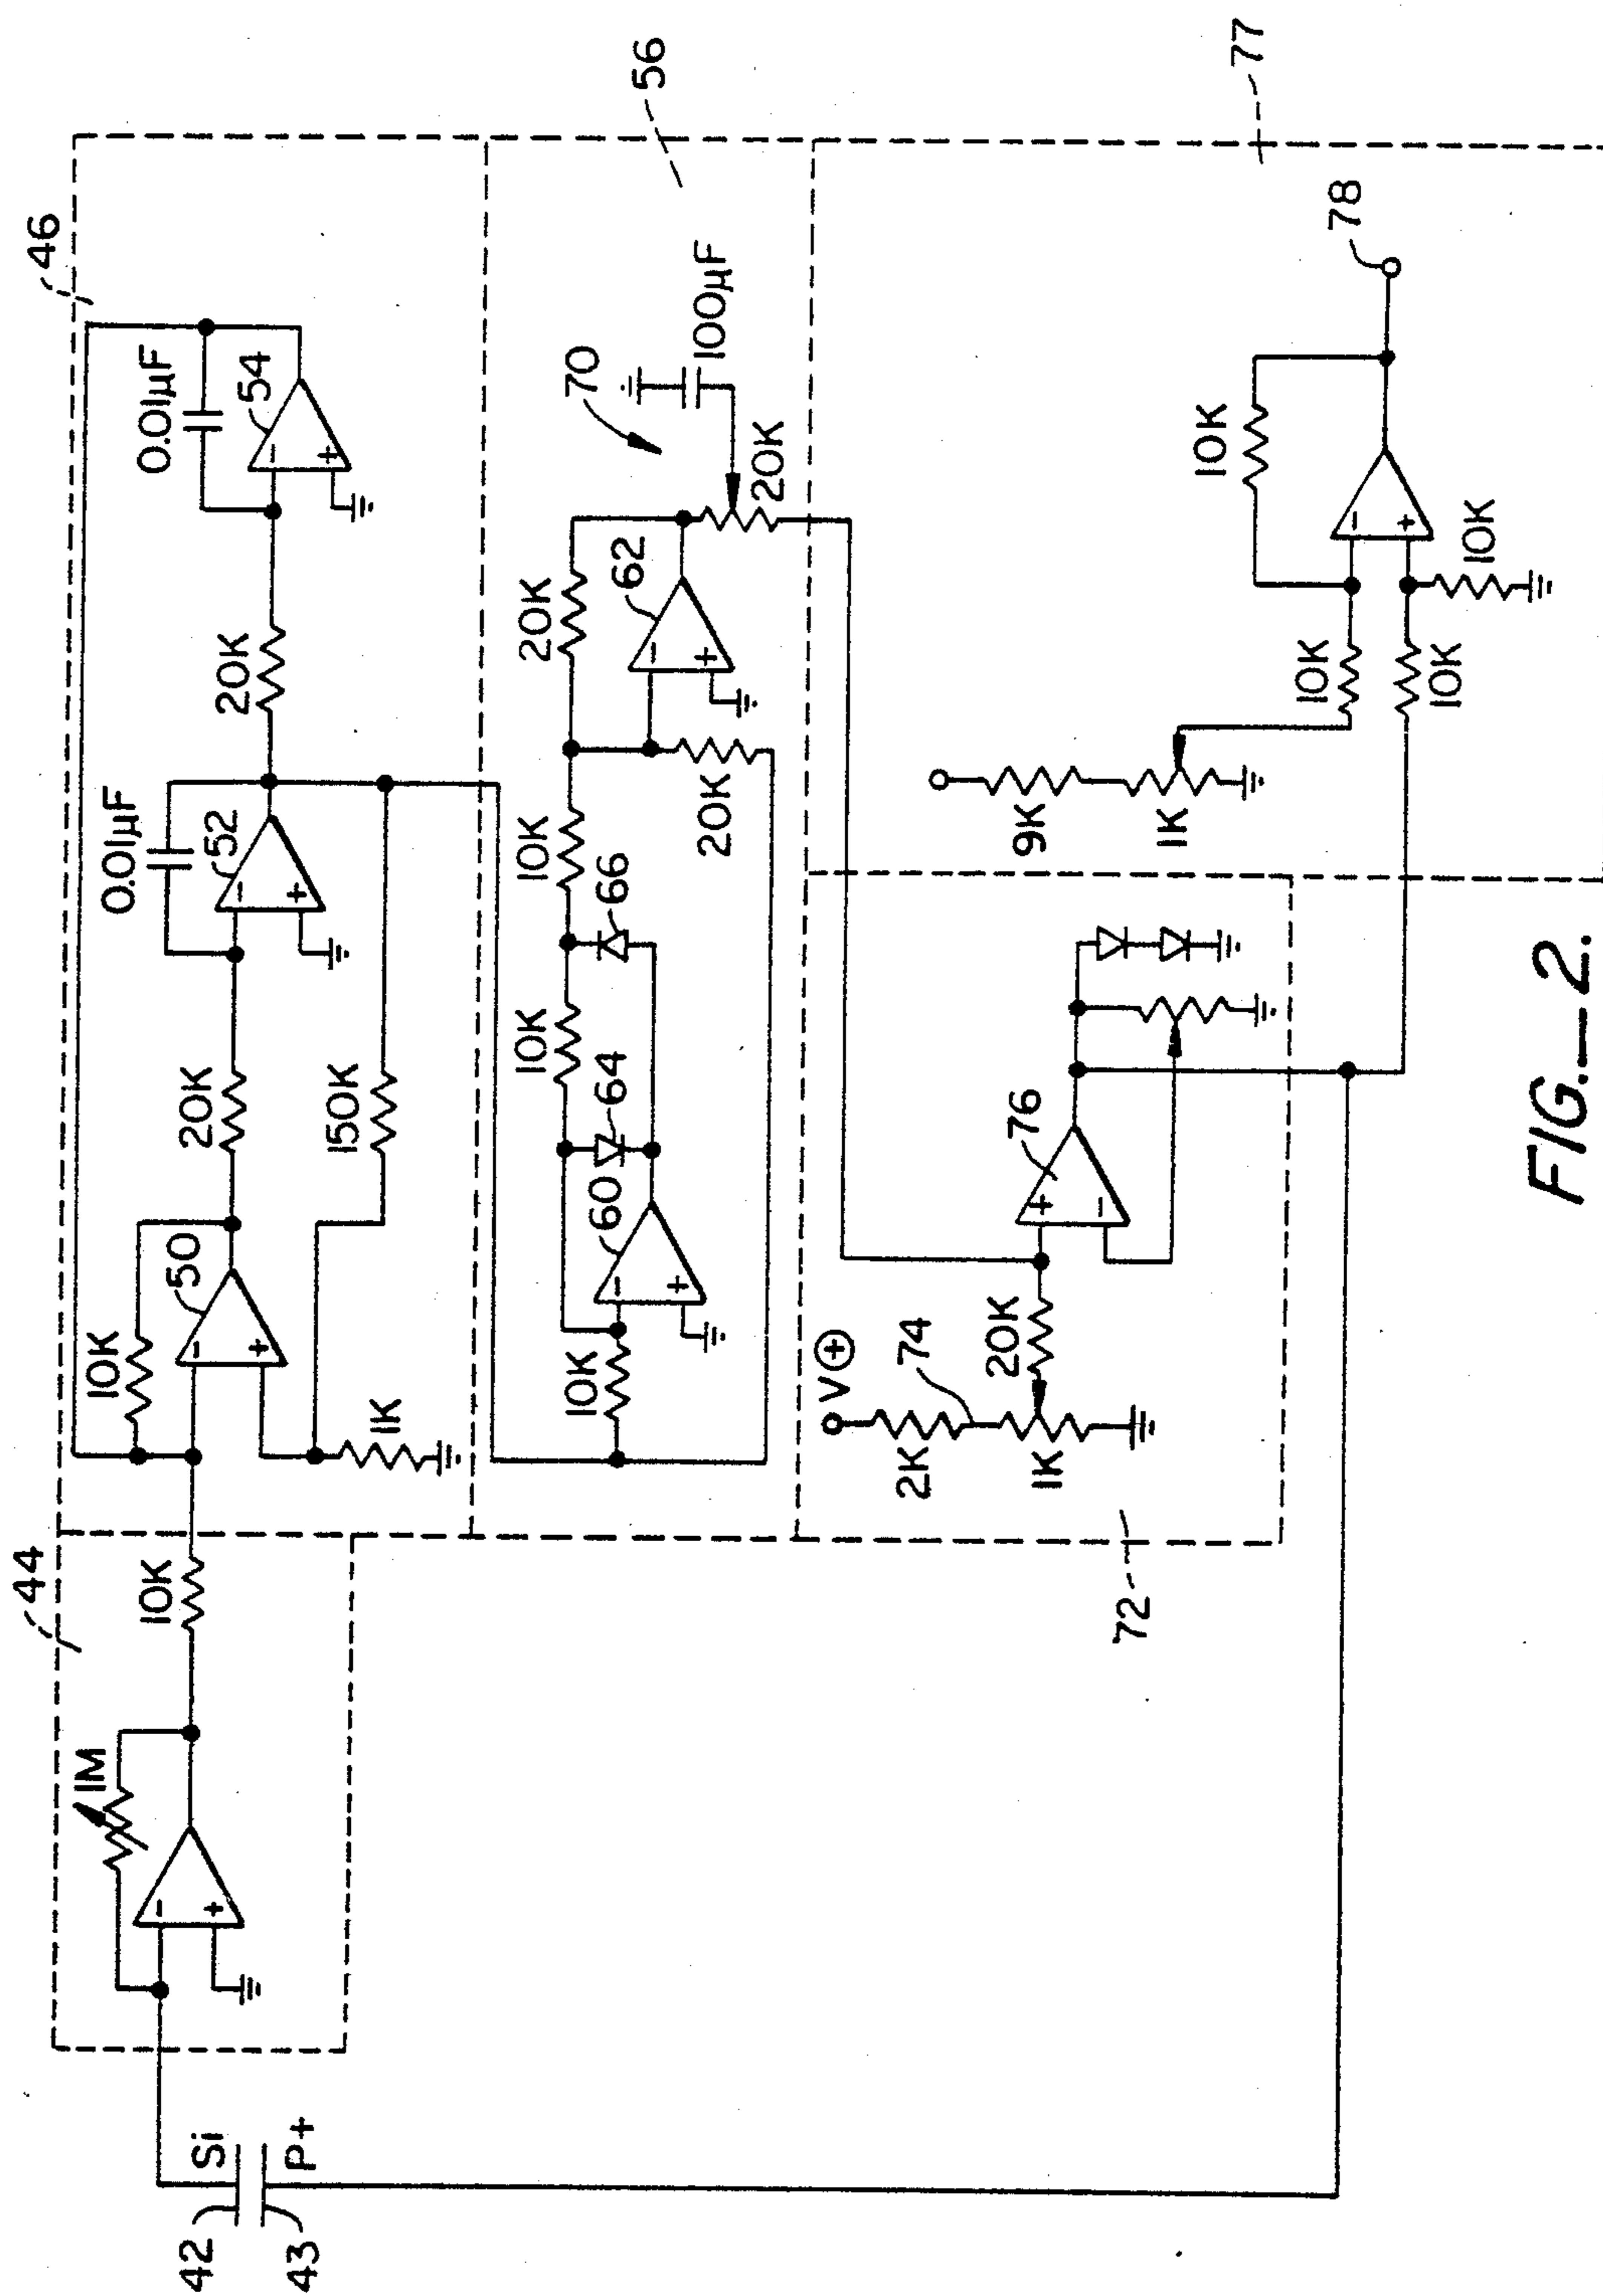 44
46
1M
10K
10K
50
20K
0.01µF
52
20K
0.01µF
54
-
+
-
+
-
+
-
+
1K
150K
42
Si
43
P+
56
10K
60
64
10K
66
10K
20K
62
70
100µF
-
+
-
+
20K
20K
V+
2K
74
1K
20K
76
+
-
72
9K
1K
10K
10K
10K
-
+
10K
78
77
FIG.—2.